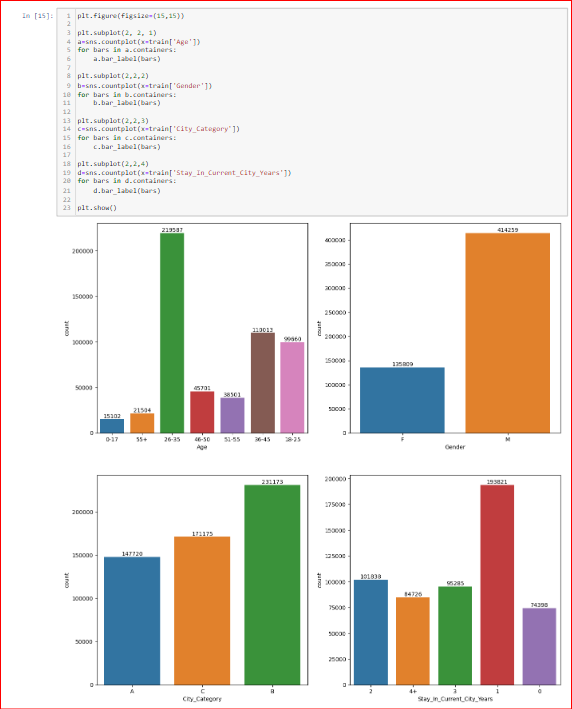 In [15]:
1 plt.figure(figsize=(15,15))
2
3 plt.subplot(2, 2, 1)
4 a=sns.countplot(x=train['Age'])
5 for bars in a.containers:
6 a.bar_label(bars)
7
8 plt.subplot(2,2,2)
9 b=sns.countplot(x=train['Gender'])
10 for bars in b.containers:
11 b.bar_label(bars)
12
13 plt.subplot(2,2,3)
14 c=sns.countplot(x=train['City_Category'])
15 for bars in c.containers:
16 c.bar_label(bars)
17
18 plt.subplot(2,2,4)
19 d=sns.countplot(x=train['Stay_In_Current_City_Years'])
20 for bars in d.containers:
21 d.bar_label(bars)
22
23 plt.show()
219587
200000
150000
110013
100000
99660
50000
45701
38501
21504
15102
0
count
0-17 55+ 26-35 46-50 51-55 36-45 18-25
Age
414259
400000
350000
300000
250000
200000
150000
135809
100000
50000
0
count
F M
Gender
231173
200000
171175
150000
147720
100000
50000
0
count
A C B
City_Category
200000
193821
175000
150000
125000
100000
101838
95285
84726
75000
74398
50000
25000
0
count
2 4+ 3 1 0
Stay_In_Current_City_Years